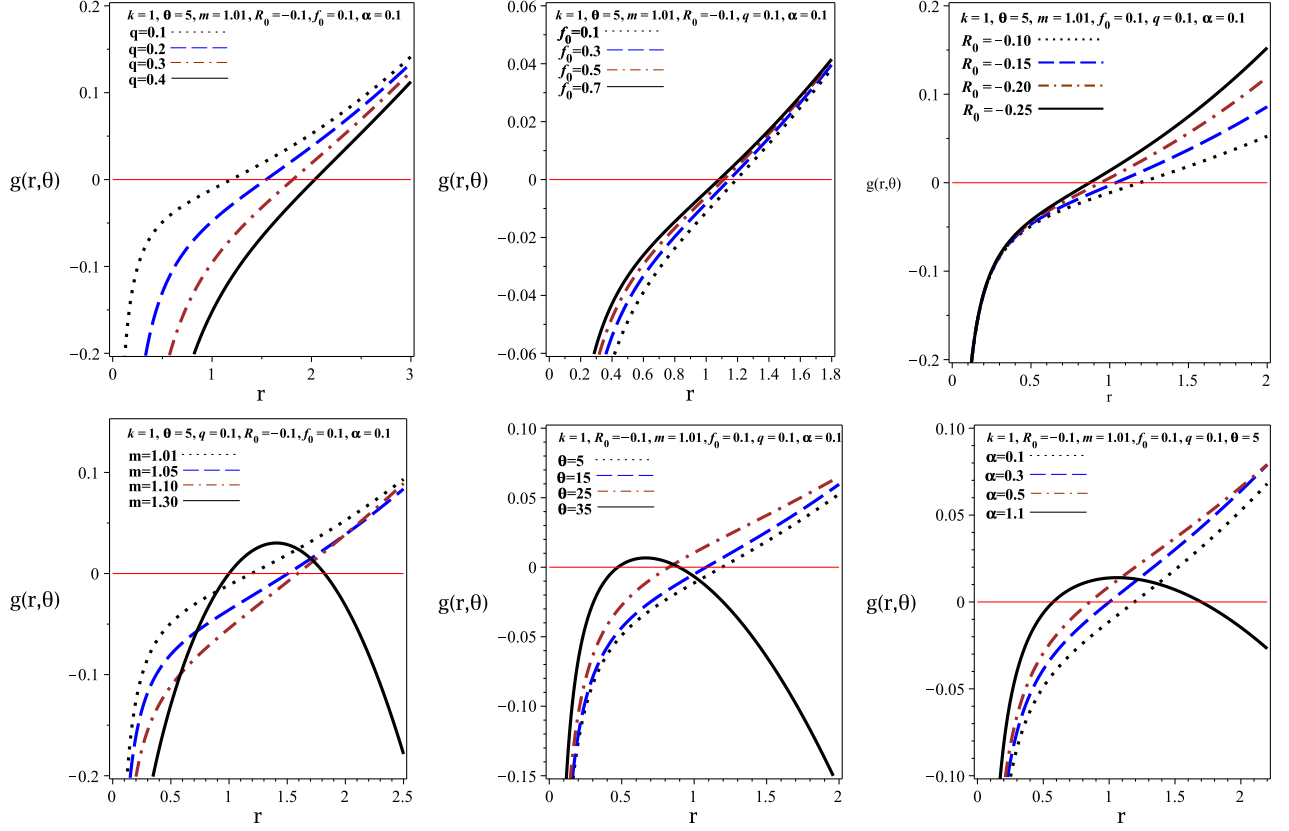 k = 1, θ = 5, m = 1.01, R₀ = −0.1, f₀ = 0.1, α = 0.1
q=0.1
q=0.2
q=0.3
q=0.4
0.2
0.1
0
−0.1
−0.2
g(r,θ)
0
1
2
3
r
k = 1, θ = 5, m = 1.01, R₀ = −0.1, q = 0.1, α = 0.1
f₀=0.1
f₀=0.3
f₀=0.5
f₀=0.7
0.06
0.04
0.02
0
−0.02
−0.04
−0.06
g(r,θ)
0
0.2
0.4
0.6
0.8
1
1.2
1.4
1.6
1.8
r
k = 1, θ = 5, m = 1.01, f₀ = 0.1, q = 0.1, α = 0.1
R₀ = −0.10
R₀ = −0.15
R₀ = −0.20
R₀ = −0.25
0.2
0.1
0
−0.1
−0.2
g(r,θ)
0
0.5
1
1.5
2
r
k = 1, θ = 5, q = 0.1, R₀ = −0.1, f₀ = 0.1, α = 0.1
m=1.01
m=1.05
m=1.10
m=1.30
0.1
0
−0.1
−0.2
g(r,θ)
0
0.5
1
1.5
2
2.5
r
k = 1, R₀ = −0.1, m = 1.01, f₀ = 0.1, q = 0.1, α = 0.1
θ=5
θ=15
θ=25
θ=35
0.10
0.05
0
−0.05
−0.10
−0.15
g(r,θ)
0
0.5
1
1.5
2
r
k = 1, R₀ = −0.1, m = 1.01, f₀ = 0.1, q = 0.1, θ = 5
α=0.1
α=0.3
α=0.5
α=1.1
0.10
0.05
0
−0.05
−0.10
g(r,θ)
0
0.5
1
1.5
2
r